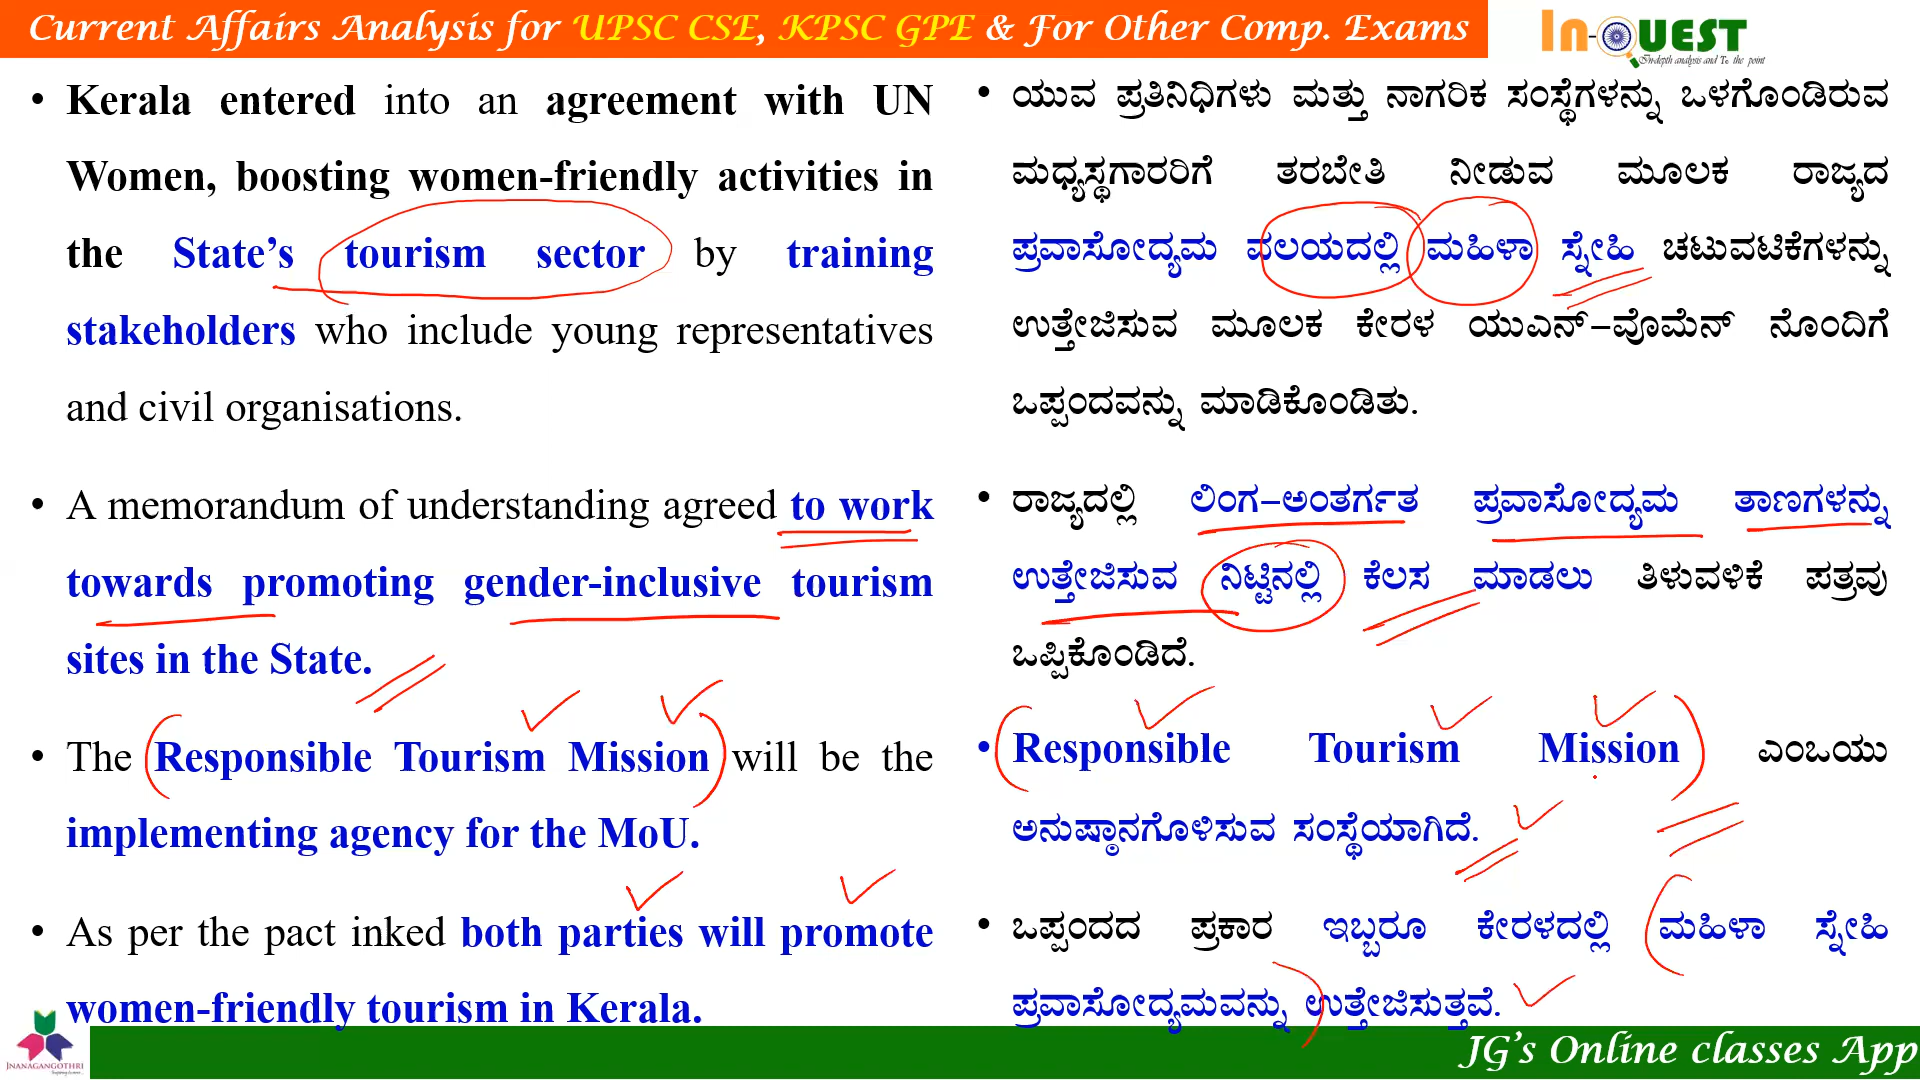 Current Affairs Analysis for UPSC CSE, KPSC GPE & For Other Comp. Exams
In-QUEST
In-depth analysis and To the point
• Kerala entered into an agreement with UN
Women, boosting women-friendly activities in
the State’s tourism sector by training
stakeholders who include young representatives
and civil organisations.
• A memorandum of understanding agreed to work
towards promoting gender-inclusive tourism
sites in the State.
• The Responsible Tourism Mission will be the
implementing agency for the MoU.
• As per the pact inked both parties will promote
women-friendly tourism in Kerala.
• ಯುವ ಪ್ರತಿನಿಧಿಗಳು ಮತ್ತು ನಾಗರಿಕ ಸಂಸ್ಥೆಗಳನ್ನು ಒಳಗೊಂಡಿರುವ
ಮಧ್ಯಸ್ಥಗಾರರಿಗೆ ತರಬೇತಿ ನೀಡುವ ಮೂಲಕ ರಾಜ್ಯದ
ಪ್ರವಾಸೋದ್ಯಮ ವಲಯದಲ್ಲಿ ಮಹಿಳಾ ಸ್ನೇಹಿ ಚಟುವಟಿಕೆಗಳನ್ನು
ಉತ್ತೇಜಿಸುವ ಮೂಲಕ ಕೇರಳ ಯುಎನ್–ವೊಮೆನ್ ನೊಂದಿಗೆ
ಒಪ್ಪಂದವನ್ನು ಮಾಡಿಕೊಂಡಿತು.
• ರಾಜ್ಯದಲ್ಲಿ ಲಿಂಗ–ಅಂತರ್ಗತ ಪ್ರವಾಸೋದ್ಯಮ ತಾಣಗಳನ್ನು
ಉತ್ತೇಜಿಸುವ ನಿಟ್ಟಿನಲ್ಲಿ ಕೆಲಸ ಮಾಡಲು ತಿಳುವಳಿಕೆ ಪತ್ರವು
ಒಪ್ಪಿಕೊಂಡಿದೆ.
• Responsible Tourism Mission ಎಂಒಯು
ಅನುಷ್ಠಾನಗೊಳಿಸುವ ಸಂಸ್ಥೆಯಾಗಿದೆ.
• ಒಪ್ಪಂದದ ಪ್ರಕಾರ ಇಬ್ಬರೂ ಕೇರಳದಲ್ಲಿ ಮಹಿಳಾ ಸ್ನೇಹಿ
ಪ್ರವಾಸೋದ್ಯಮವನ್ನು ಉತ್ತೇಜಿಸುತ್ತವೆ.
JNANAGANGOTHRI
JG’s Online classes App